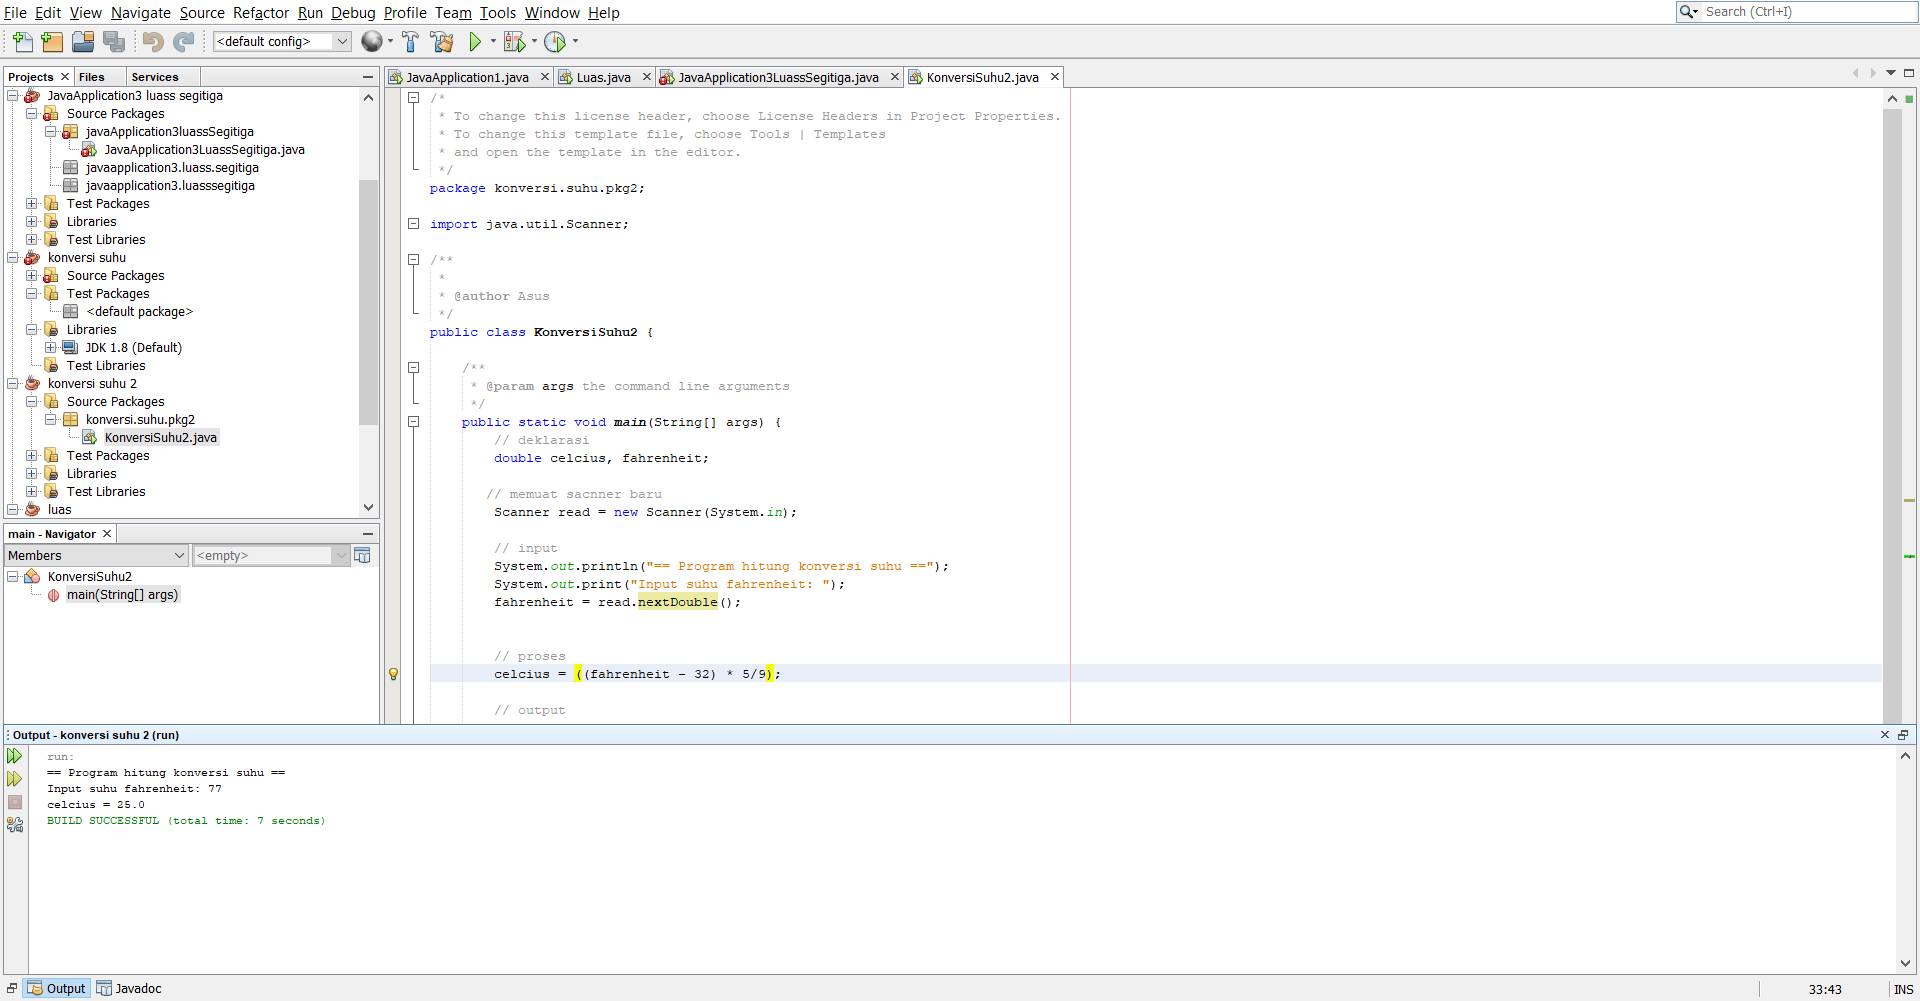 File Edit View Navigate Source Refactor Run Debug Profile Team Tools Window Help
Search (Ctrl+I)
<default config>
Projects Files Services
JavaApplication3 luass segitiga
Source Packages
javaApplication3luassSegitiga
JavaApplication3LuassSegitiga.java
javaapplication3.luass.segitiga
javaapplication3.luasssegitiga
Test Packages
Libraries
Test Libraries
konversi suhu
Source Packages
Test Packages
<default package>
Libraries
JDK 1.8 (Default)
Test Libraries
konversi suhu 2
Source Packages
konversi.suhu.pkg2
KonversiSuhu2.java
Test Packages
Libraries
Test Libraries
luas
main - Navigator
Members
<empty>
KonversiSuhu2
main(String[] args)
JavaApplication1.java Luas.java JavaApplication3LuassSegitiga.java KonversiSuhu2.java
/*
* To change this license header, choose License Headers in Project Properties.
* To change this template file, choose Tools | Templates
* and open the template in the editor.
*/
package konversi.suhu.pkg2;
import java.util.Scanner;
/**
*
* @author Asus
*/
public class KonversiSuhu2 {
/**
* @param args the command line arguments
*/
public static void main(String[] args) {
// deklarasi
double celcius, fahrenheit;
// memuat sacnner baru
Scanner read = new Scanner(System.in);
// input
System.out.println("== Program hitung konversi suhu ==");
System.out.print("Input suhu fahrenheit: ");
fahrenheit = read.nextDouble();
// proses
celcius = ((fahrenheit - 32) * 5/9);
// output
Output - konversi suhu 2 (run)
run:
== Program hitung konversi suhu ==
Input suhu fahrenheit: 77
celcius = 25.0
BUILD SUCCESSFUL (total time: 7 seconds)
Output Javadoc
33:43 INS